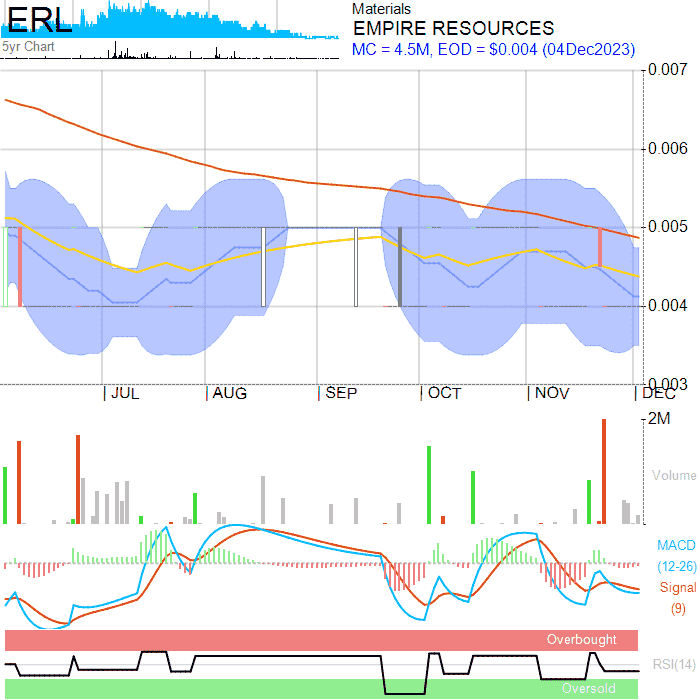 ERL
5yr Chart
Materials
EMPIRE RESOURCES
MC = 4.5M, EOD = $0.004 (04Dec2023)
0.007
0.006
0.005
0.004
0.003
JUL AUG SEP OCT NOV DEC
2M
Volume
MACD
(12-26)
Signal
(9)
Overbought
RSI(14)
Oversold